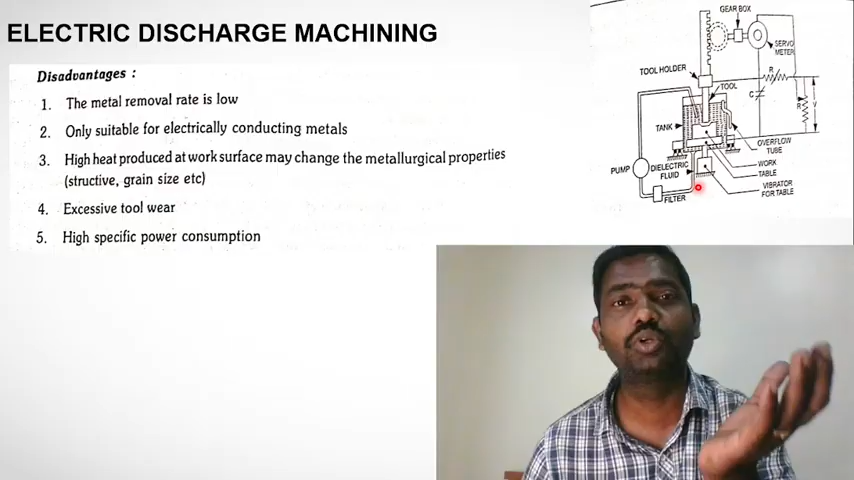 ELECTRIC DISCHARGE MACHINING
Disadvantages :
1. The metal removal rate is low
2. Only suitable for electrically conducting metals
3. High heat produced at work surface may change the metallurgical properties
(structive, grain size etc)
4. Excessive tool wear
5. High specific power consumption
GEAR BOX
SERVO
METER
TOOL HOLDER
R
TOOL
C
R
V
TANK
OVERFLOW
TUBE
PUMP
DIELECTRIC
FLUID
WORK
TABLE
VIBRATOR
FOR TABLE
FILTER